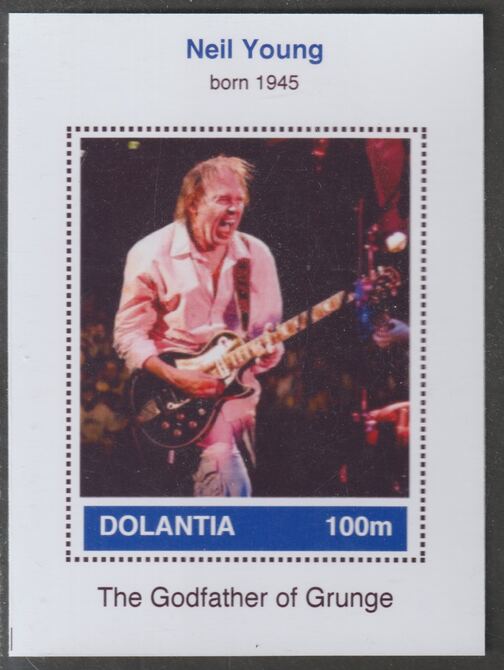 Neil Young
born 1945
DOLANTIA 100m
The Godfather of Grunge